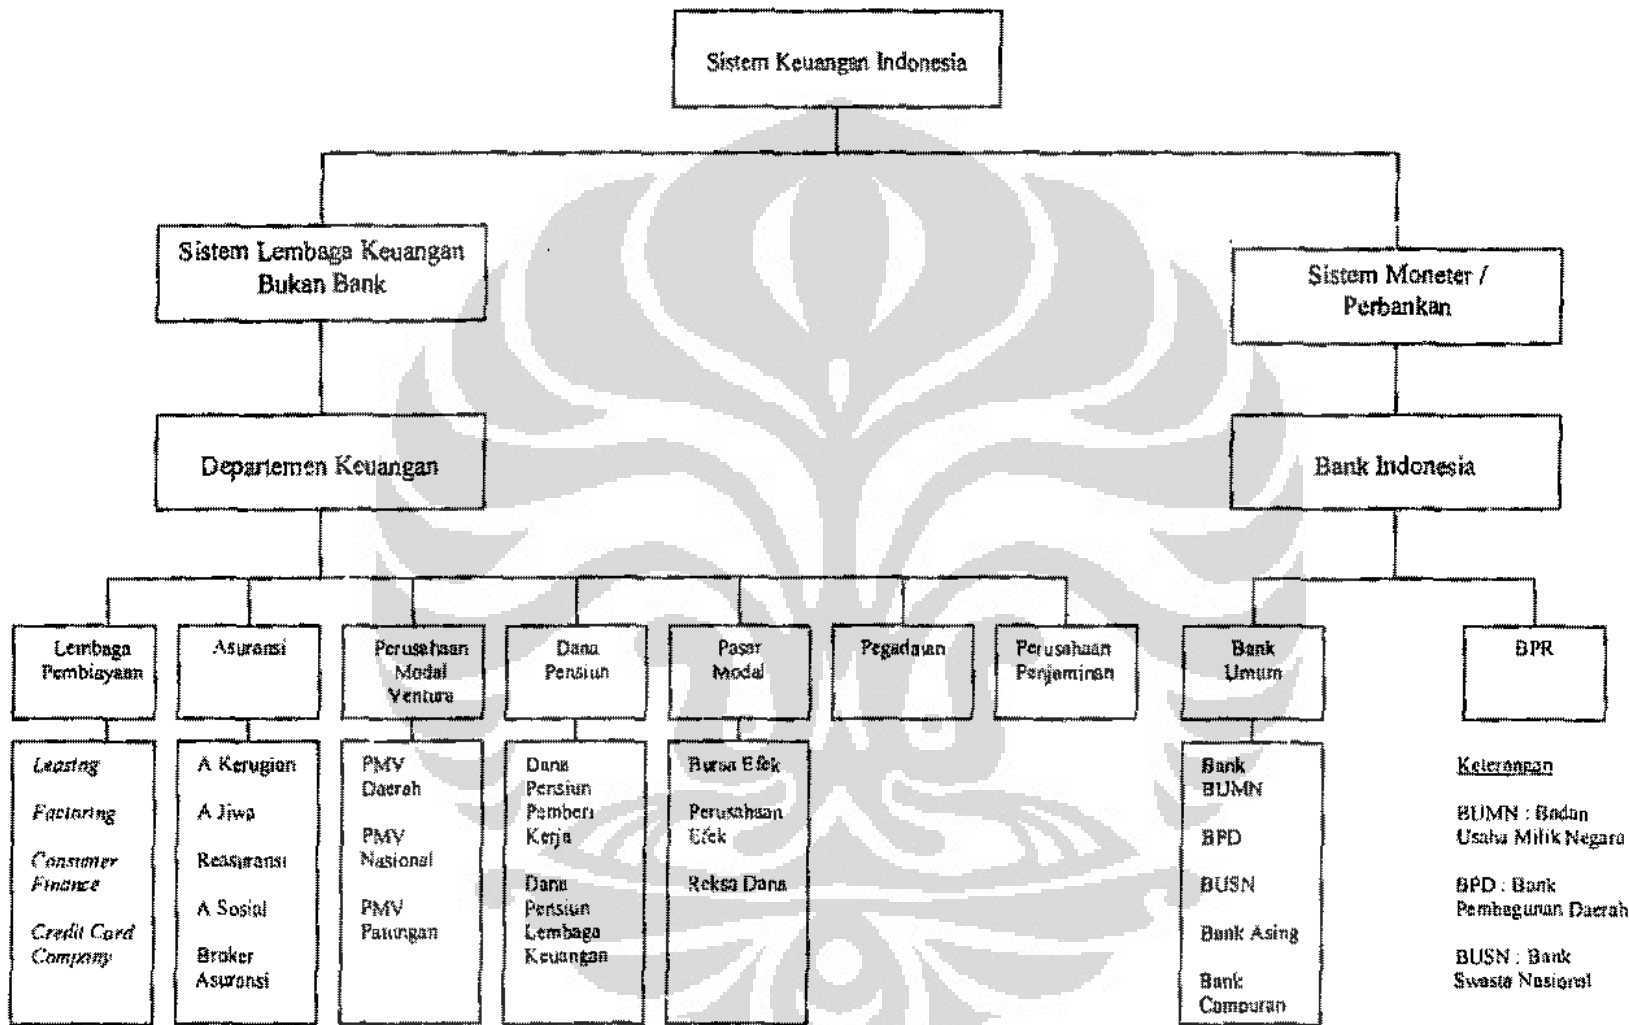 Sistem Keuangan Indonesia
Sistem Lembaga Keuangan
Bukan Bank
Sistem Moneter /
Perbankan
Departemen Keuangan
Bank Indonesia
Lembaga
Pembiayaan
Asuransi
Perusahaan
Modal
Ventura
Dana
Pensiun
Pasar
Modal
Pegadaian
Perusahaan
Penjaminan
Bank
Umum
BPR
Leasing
Factoring
Consumer
Finance
Credit Card
Company
A Kerugian
A Jiwa
Reasuransi
A Sosial
Broker
Asuransi
PMV
Daerah
PMV
Nasional
PMV
Patungan
Dana
Pensiun
Pemberi
Kerja
Dana
Pensiun
Lembaga
Keuangan
Bursa Efek
Perusahaan
Efek
Reksa Dana
Bank
BUMN
BPD
BUSN
Bank Asing
Bank
Campuran
Keterangan
BUMN : Badan
Usaha Milik Negara
BPD : Bank
Pembagunan Daerah
BUSN : Bank
Swasta Nasional